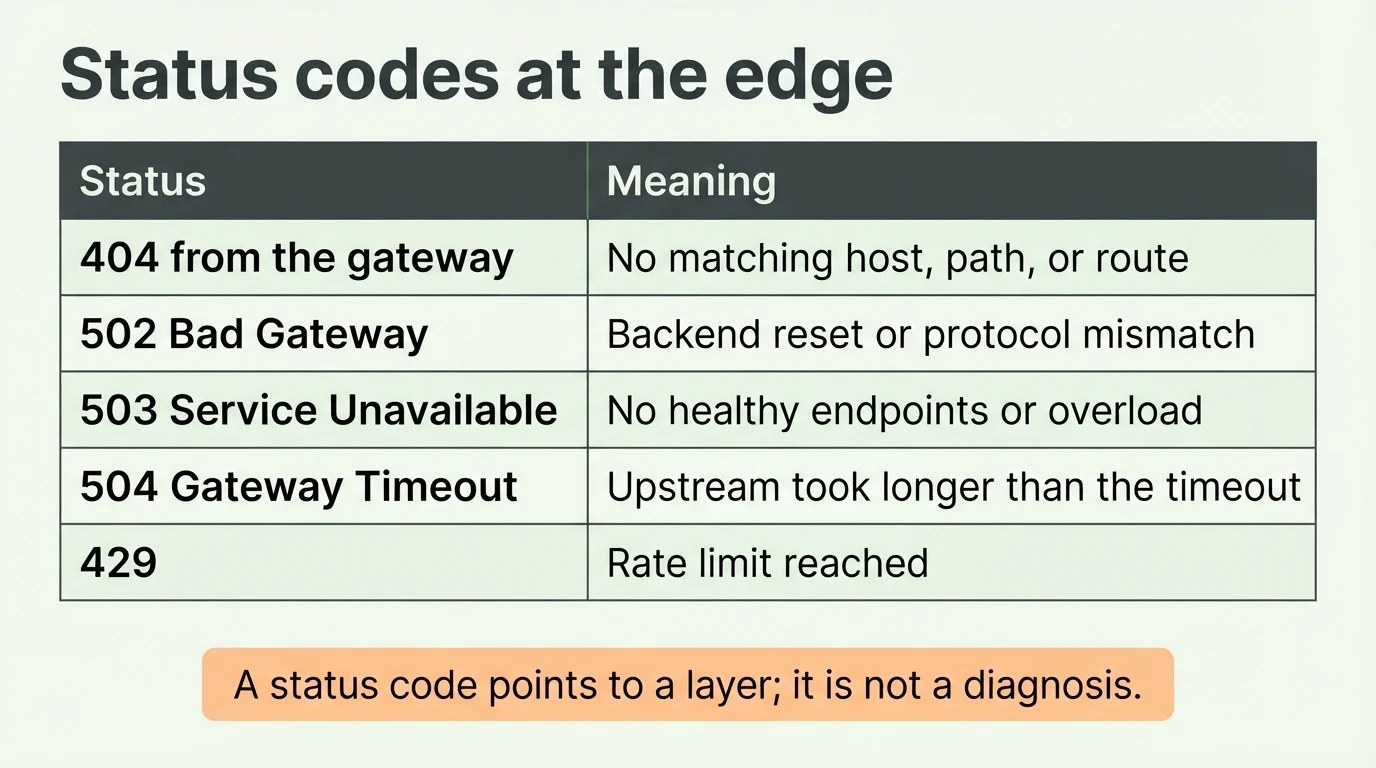 Status codes at the edge
Status Meaning
404 from the gateway No matching host, path, or route
502 Bad Gateway Backend reset or protocol mismatch
503 Service Unavailable No healthy endpoints or overload
504 Gateway Timeout Upstream took longer than the timeout
429 Rate limit reached
A status code points to a layer; it is not a diagnosis.